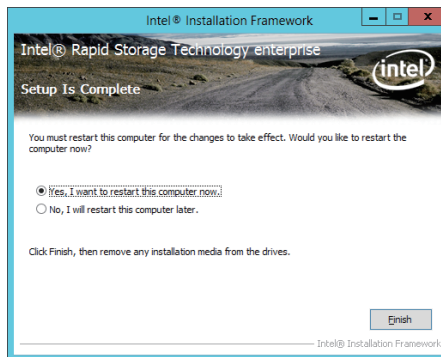 Intel® Installation Framework
Intel® Rapid Storage Technology enterprise
intel
Setup Is Complete
You must restart this computer for the changes to take effect. Would you like to restart the
computer now?
Yes, I want to restart this computer now.
No, I will restart this computer later.
Click Finish, then remove any installation media from the drives.
Finish
Intel® Installation Framework